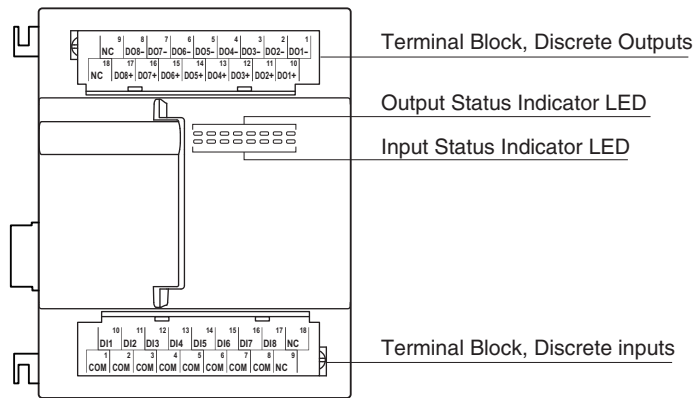 9 8 7 6 5 4 3 2 1
NC DO8– DO7– DO6– DO5– DO4– DO3– DO2– DO1–
18 17 16 15 14 13 12 11 10
NC DO8+ DO7+ DO6+ DO5+ DO4+ DO3+ DO2+ DO1+
Terminal Block, Discrete Outputs
Output Status Indicator LED
Input Status Indicator LED
10 11 12 13 14 15 16 17 18
DI1 DI2 DI3 DI4 DI5 DI6 DI7 DI8 NC
1 2 3 4 5 6 7 8 9
COM COM COM COM COM COM COM COM NC
Terminal Block, Discrete inputs